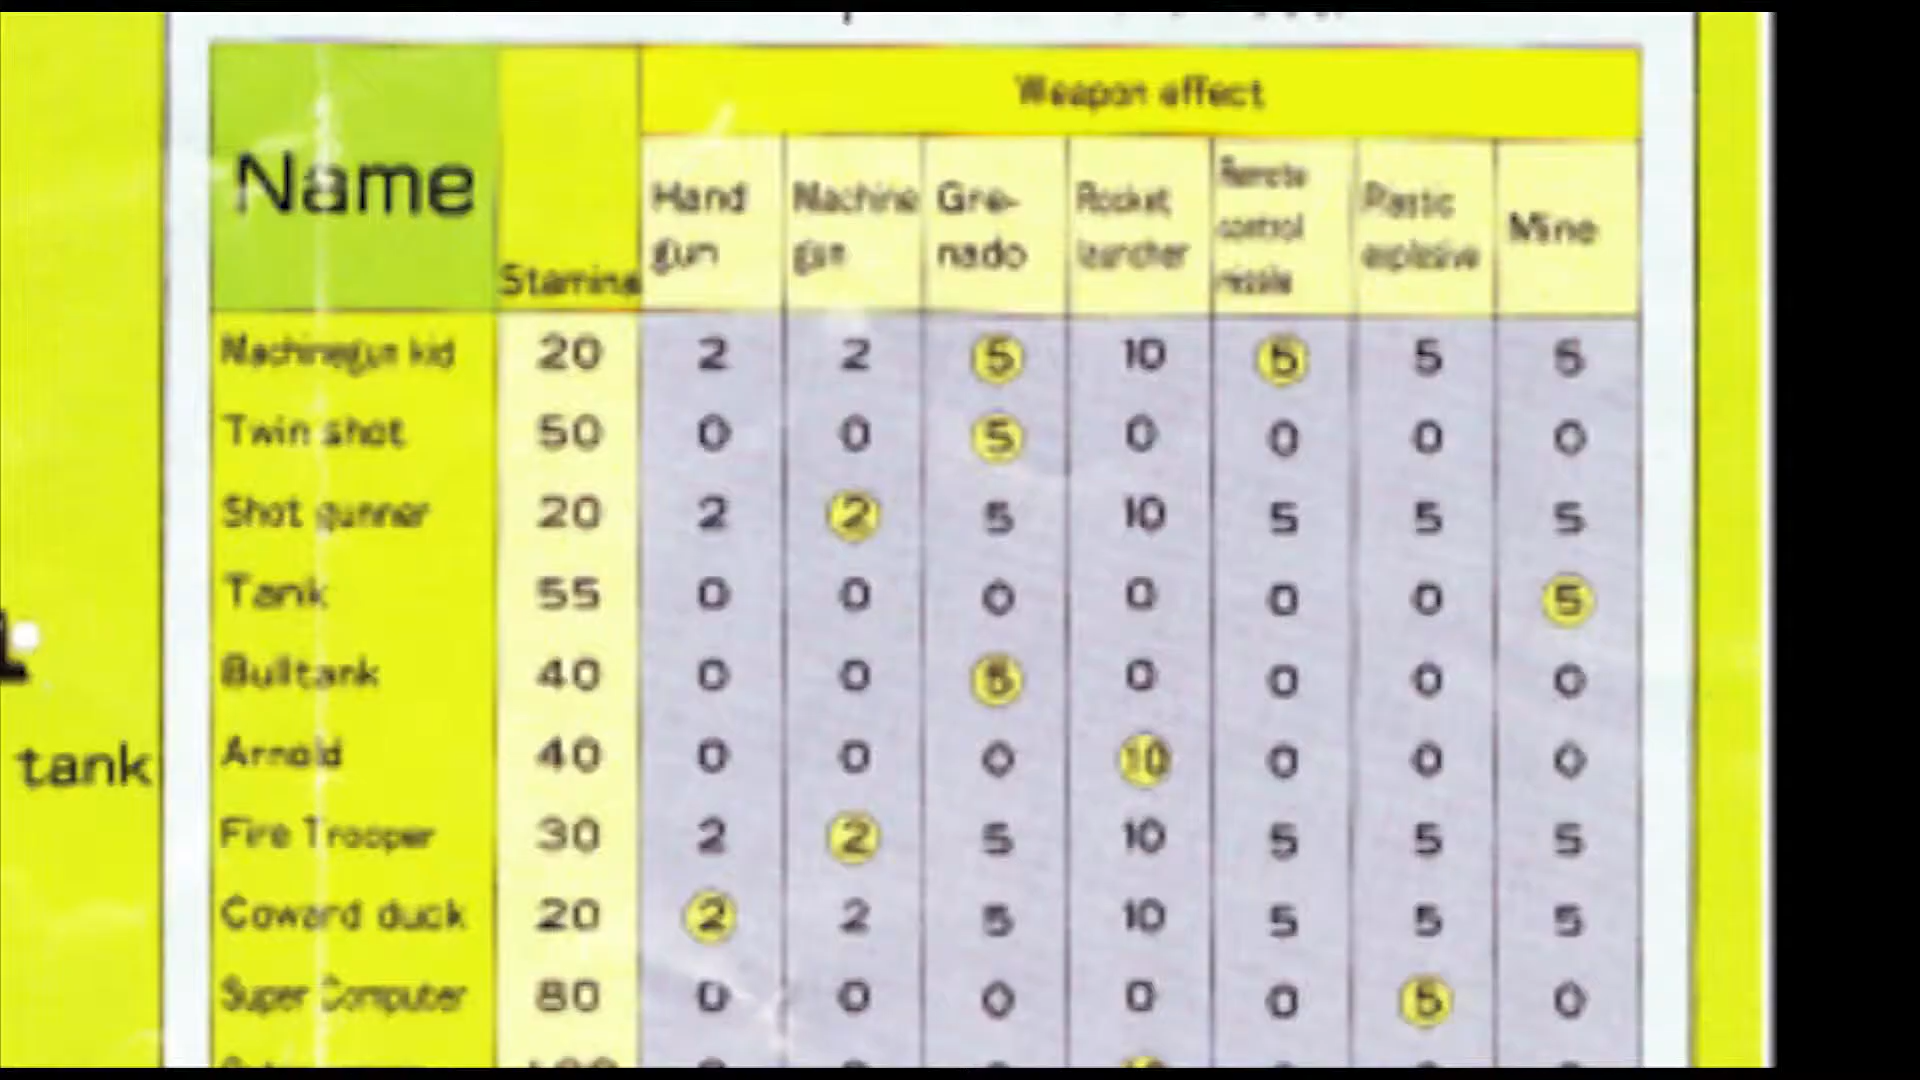 Weapon effect
Name
Stamina
Hand gun
Machine gun
Gre-nado
Rocket launcher
Remote control missile
Plastic explosive
Mine
Machinegun kid 20 2 2 5 10 5 5 5
Twin shot 50 0 0 5 0 0 0 0
Shot gunner 20 2 2 5 10 5 5 5
Tank 55 0 0 0 0 0 0 5
Bulltank 40 0 0 5 0 0 0 0
Arnold 40 0 0 0 10 0 0 0
tank
Fire Trooper 30 2 2 5 10 5 5 5
Coward duck 20 2 2 5 10 5 5 5
Super Computer 80 0 0 0 0 0 5 0